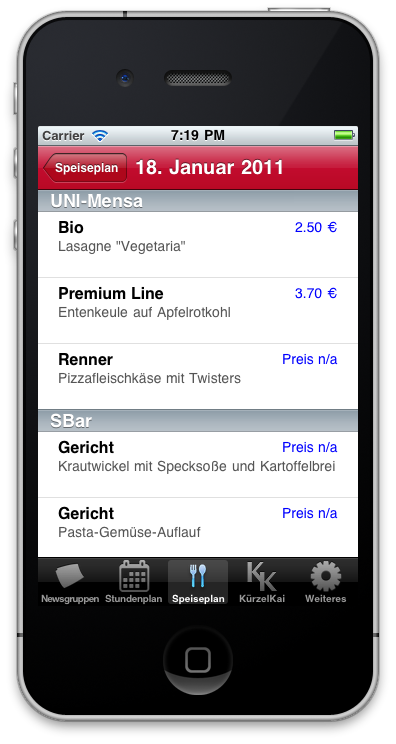 Carrier 7:19 PM
Speiseplan 18. Januar 2011
UNI-Mensa
Bio 2.50 €
Lasagne "Vegetaria"
Premium Line 3.70 €
Entenkeule auf Apfelrotkohl
Renner Preis n/a
Pizzafleischkäse mit Twisters
SBar
Gericht Preis n/a
Krautwickel mit Specksoße und Kartoffelbrei
Gericht Preis n/a
Pasta-Gemüse-Auflauf
KK
Newsgruppen Stundenplan Speiseplan KürzelKai Weiteres